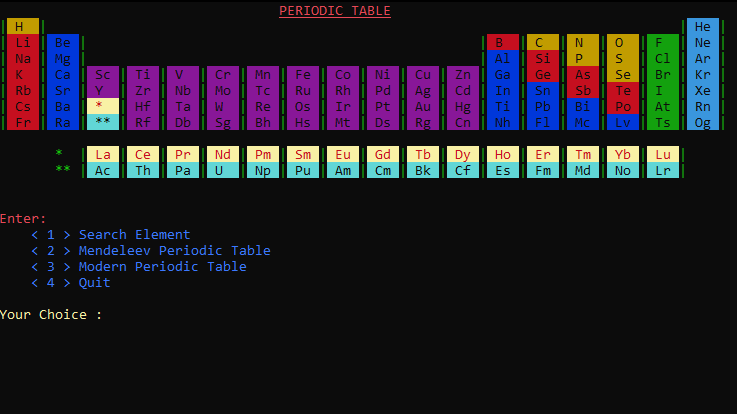 PERIODIC TABLE
H He
Li Be B C N O F Ne
Na Mg Al Si P S Cl Ar
K Ca Sc Ti V Cr Mn Fe Co Ni Cu Zn Ga Ge As Se Br Kr
Rb Sr Y Zr Nb Mo Tc Ru Rh Pd Ag Cd In Sn Sb Te I Xe
Cs Ba * Hf Ta W Re Os Ir Pt Au Hg Ti Pb Bi Po At Rn
Fr Ra ** Rf Db Sg Bh Hs Mt Ds Rg Cn Nh Fl Mc Lv Ts Og
* La Ce Pr Nd Pm Sm Eu Gd Tb Dy Ho Er Tm Yb Lu
** Ac Th Pa U Np Pu Am Cm Bk Cf Es Fm Md No Lr
Enter:
< 1 > Search Element
< 2 > Mendeleev Periodic Table
< 3 > Modern Periodic Table
< 4 > Quit
Your Choice :